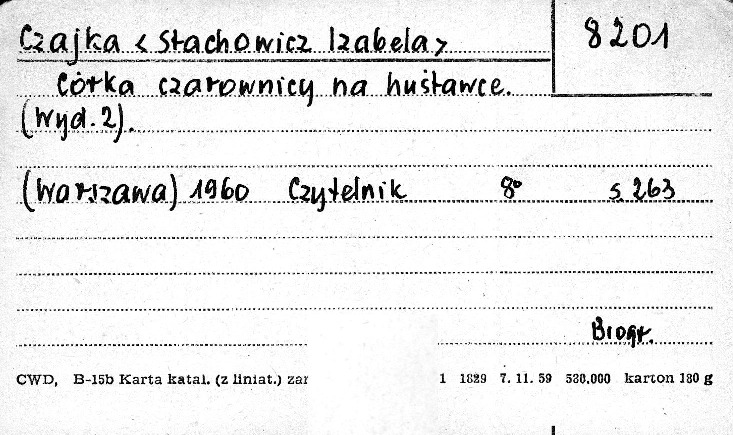 Czajka < Stachowicz Izabela > 8201
Córka czarownicy na huśtawce.
(Wyd. 2).
(Warszawa) 1960 Czytelnik 8° s. 263
Biogr.
CWD, B-15b Karta katal. (z liniat.) zar 1 1829 7. 11. 59 530.000 karton 180 g